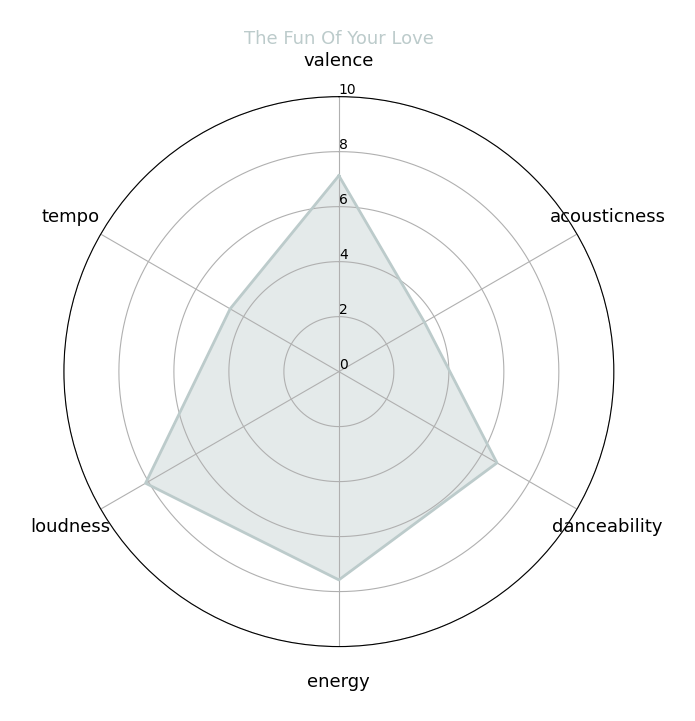 The Fun Of Your Love
valence
10
8
6
4
2
0
tempo
acousticness
loudness
danceability
energy